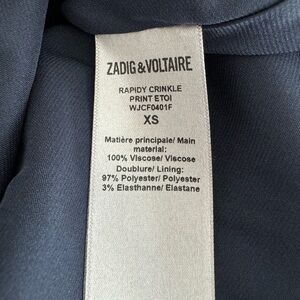 ZADIG&VOLTAIRE
RAPIDY CRINKLE
PRINT ETOI
WJCF0401F
XS
Matière principale/ Main
material:
100% Viscose/ Viscose
Doublure/ Lining:
97% Polyester/ Polyester
3% Elasthanne/ Elastane